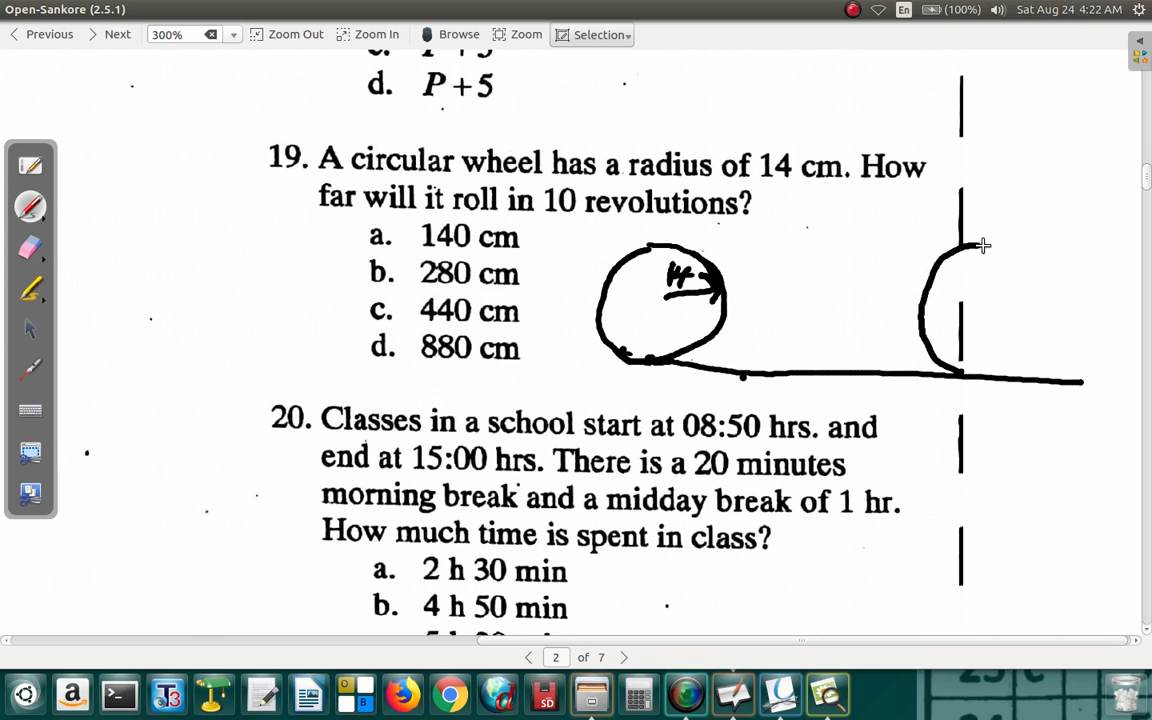 Open-Sankore (2.5.1)
En
(100%)
Sat Aug 24 4:22 AM
Previous
Next
300%
Zoom Out
Zoom In
Browse
Zoom
Selection
d. P + 5
19. A circular wheel has a radius of 14 cm. How
far will it roll in 10 revolutions?
a. 140 cm
b. 280 cm
c. 440 cm
d. 880 cm
14
20. Classes in a school start at 08:50 hrs. and
end at 15:00 hrs. There is a 20 minutes
morning break and a midday break of 1 hr.
How much time is spent in class?
a. 2 h 30 min
b. 4 h 50 min
2 of 7
SD